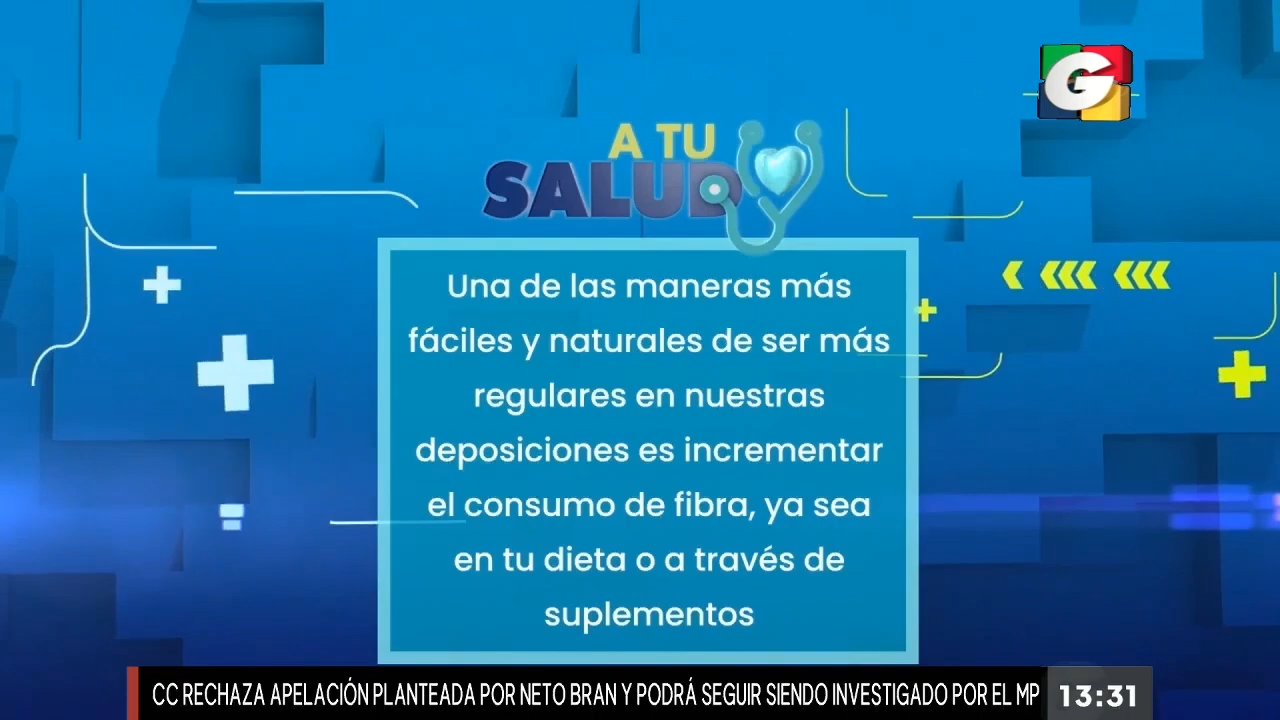 G
A TU
SALUD
Una de las maneras más
fáciles y naturales de ser más
regulares en nuestras
deposiciones es incrementar
el consumo de fibra, ya sea
en tu dieta o a través de
suplementos
CC RECHAZA APELACIÓN PLANTEADA POR NETO BRAN Y PODRÁ SEGUIR SIENDO INVESTIGADO POR EL MP
13:31